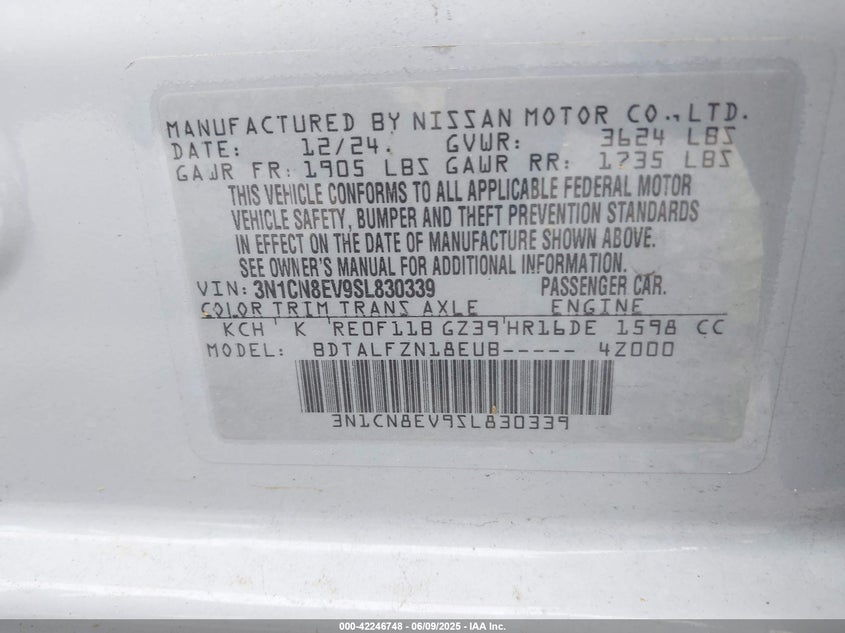 MANUFACTURED BY NISSAN MOTOR CO., LTD.
DATE: 12/24. GVWR: 3624 LBS
GAWR FR: 1905 LBS GAWR RR: 1735 LBS
THIS VEHICLE CONFORMS TO ALL APPLICABLE FEDERAL MOTOR
VEHICLE SAFETY, BUMPER AND THEFT PREVENTION STANDARDS
IN EFFECT ON THE DATE OF MANUFACTURE SHOWN ABOVE.
SEE OWNER'S MANUAL FOR ADDITIONAL INFORMATION.
VIN: 3N1CN8EV9SL830339 PASSENGER CAR.
COLOR TRIM TRANS AXLE ENGINE
KCH K RE0F11B GZ39 HR16DE 1598 CC
MODEL: BDTALFZN18EUB----- 4Z000
3N1CN8EV9SL830339
000-42246748 - 06/09/2025 - IAA Inc.